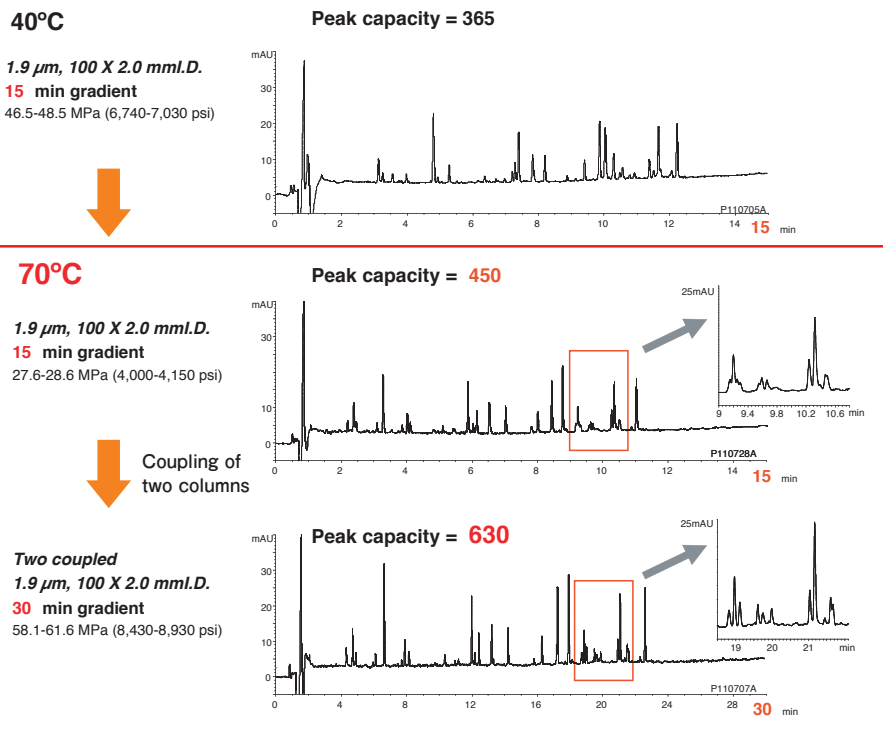 40ºC
Peak capacity = 365
1.9 µm, 100 X 2.0 mmI.D.
15 min gradient
46.5-48.5 MPa (6,740-7,030 psi)
mAU
30
20
10
0
P110705A
0 2 4 6 8 10 12 14 15 min
70ºC
Peak capacity = 450
1.9 µm, 100 X 2.0 mmI.D.
15 min gradient
27.6-28.6 MPa (4,000-4,150 psi)
mAU
30
10
0
P110728A
0 2 4 6 8 10 12 14 15 min
25mAU
9 9.4 9.8 10.2 10.6 min
Coupling of
two columns
Peak capacity = 630
Two coupled
1.9 µm, 100 X 2.0 mmI.D.
30 min gradient
58.1-61.6 MPa (8,430-8,930 psi)
mAU
30
20
10
0
P110707A
0 4 8 12 16 20 24 28 30 min
25mAU
19 20 21 min